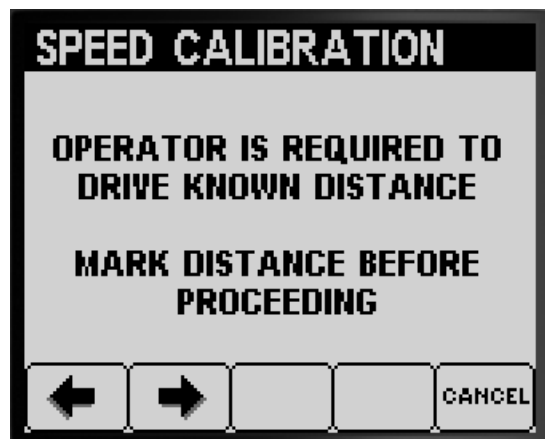 SPEED CALIBRATION
OPERATOR IS REQUIRED TO
DRIVE KNOWN DISTANCE
MARK DISTANCE BEFORE
PROCEEDING
CANCEL